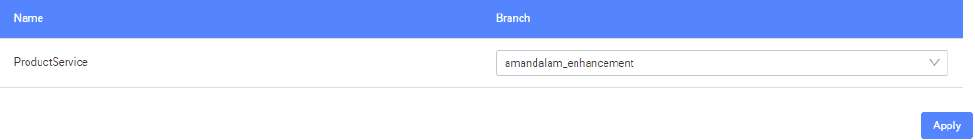 Name Branch
ProductService amandalam_enhancement
Apply